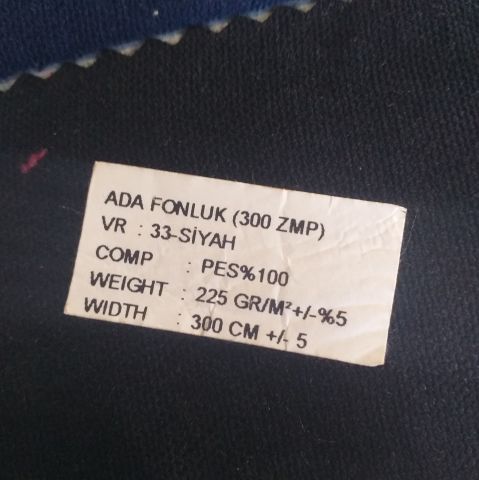 ADA FONLUK (300 ZMP)
VR : 33-SİYAH
COMP : PES%100
WEIGHT : 225 GR/M²+/-%5
WIDTH : 300 CM +/- 5